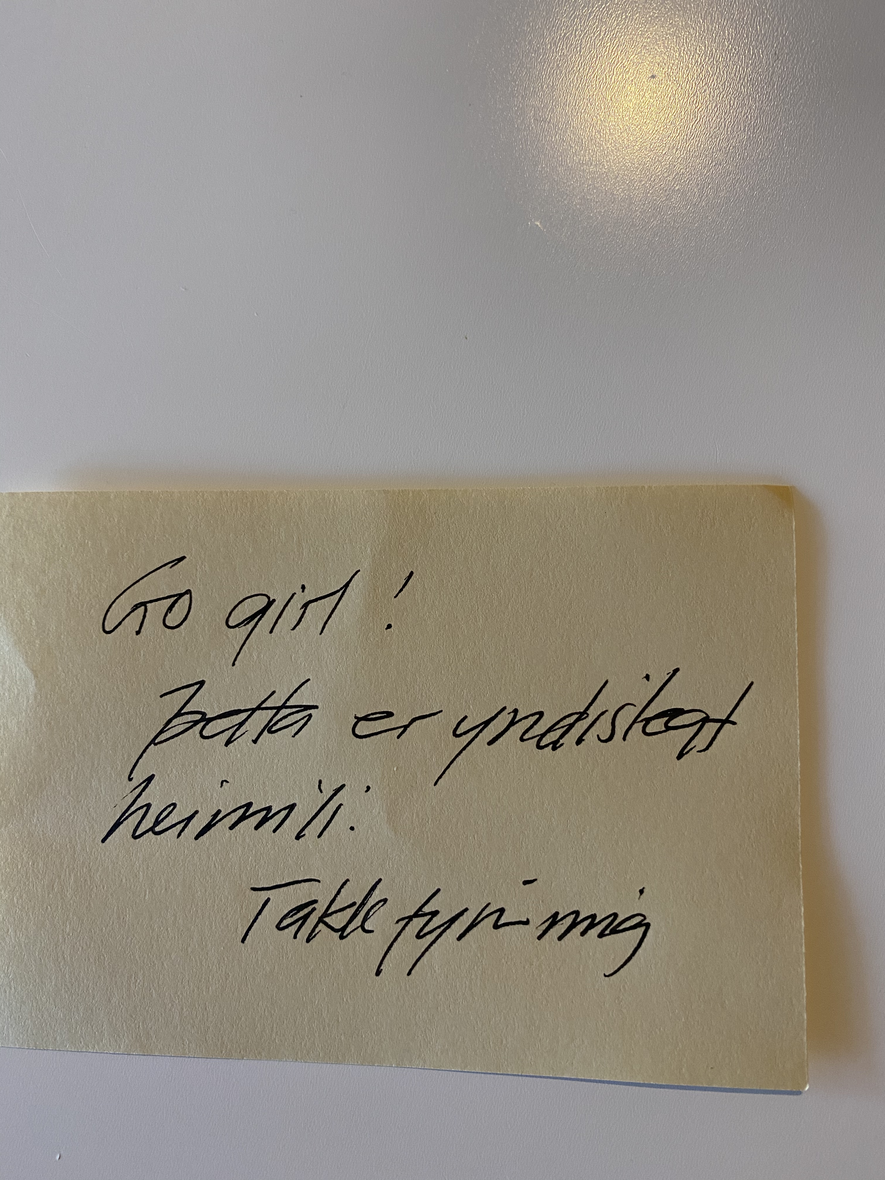 Go girl!
Þetta er yndislegt
heimili.
Takk fyrir mig